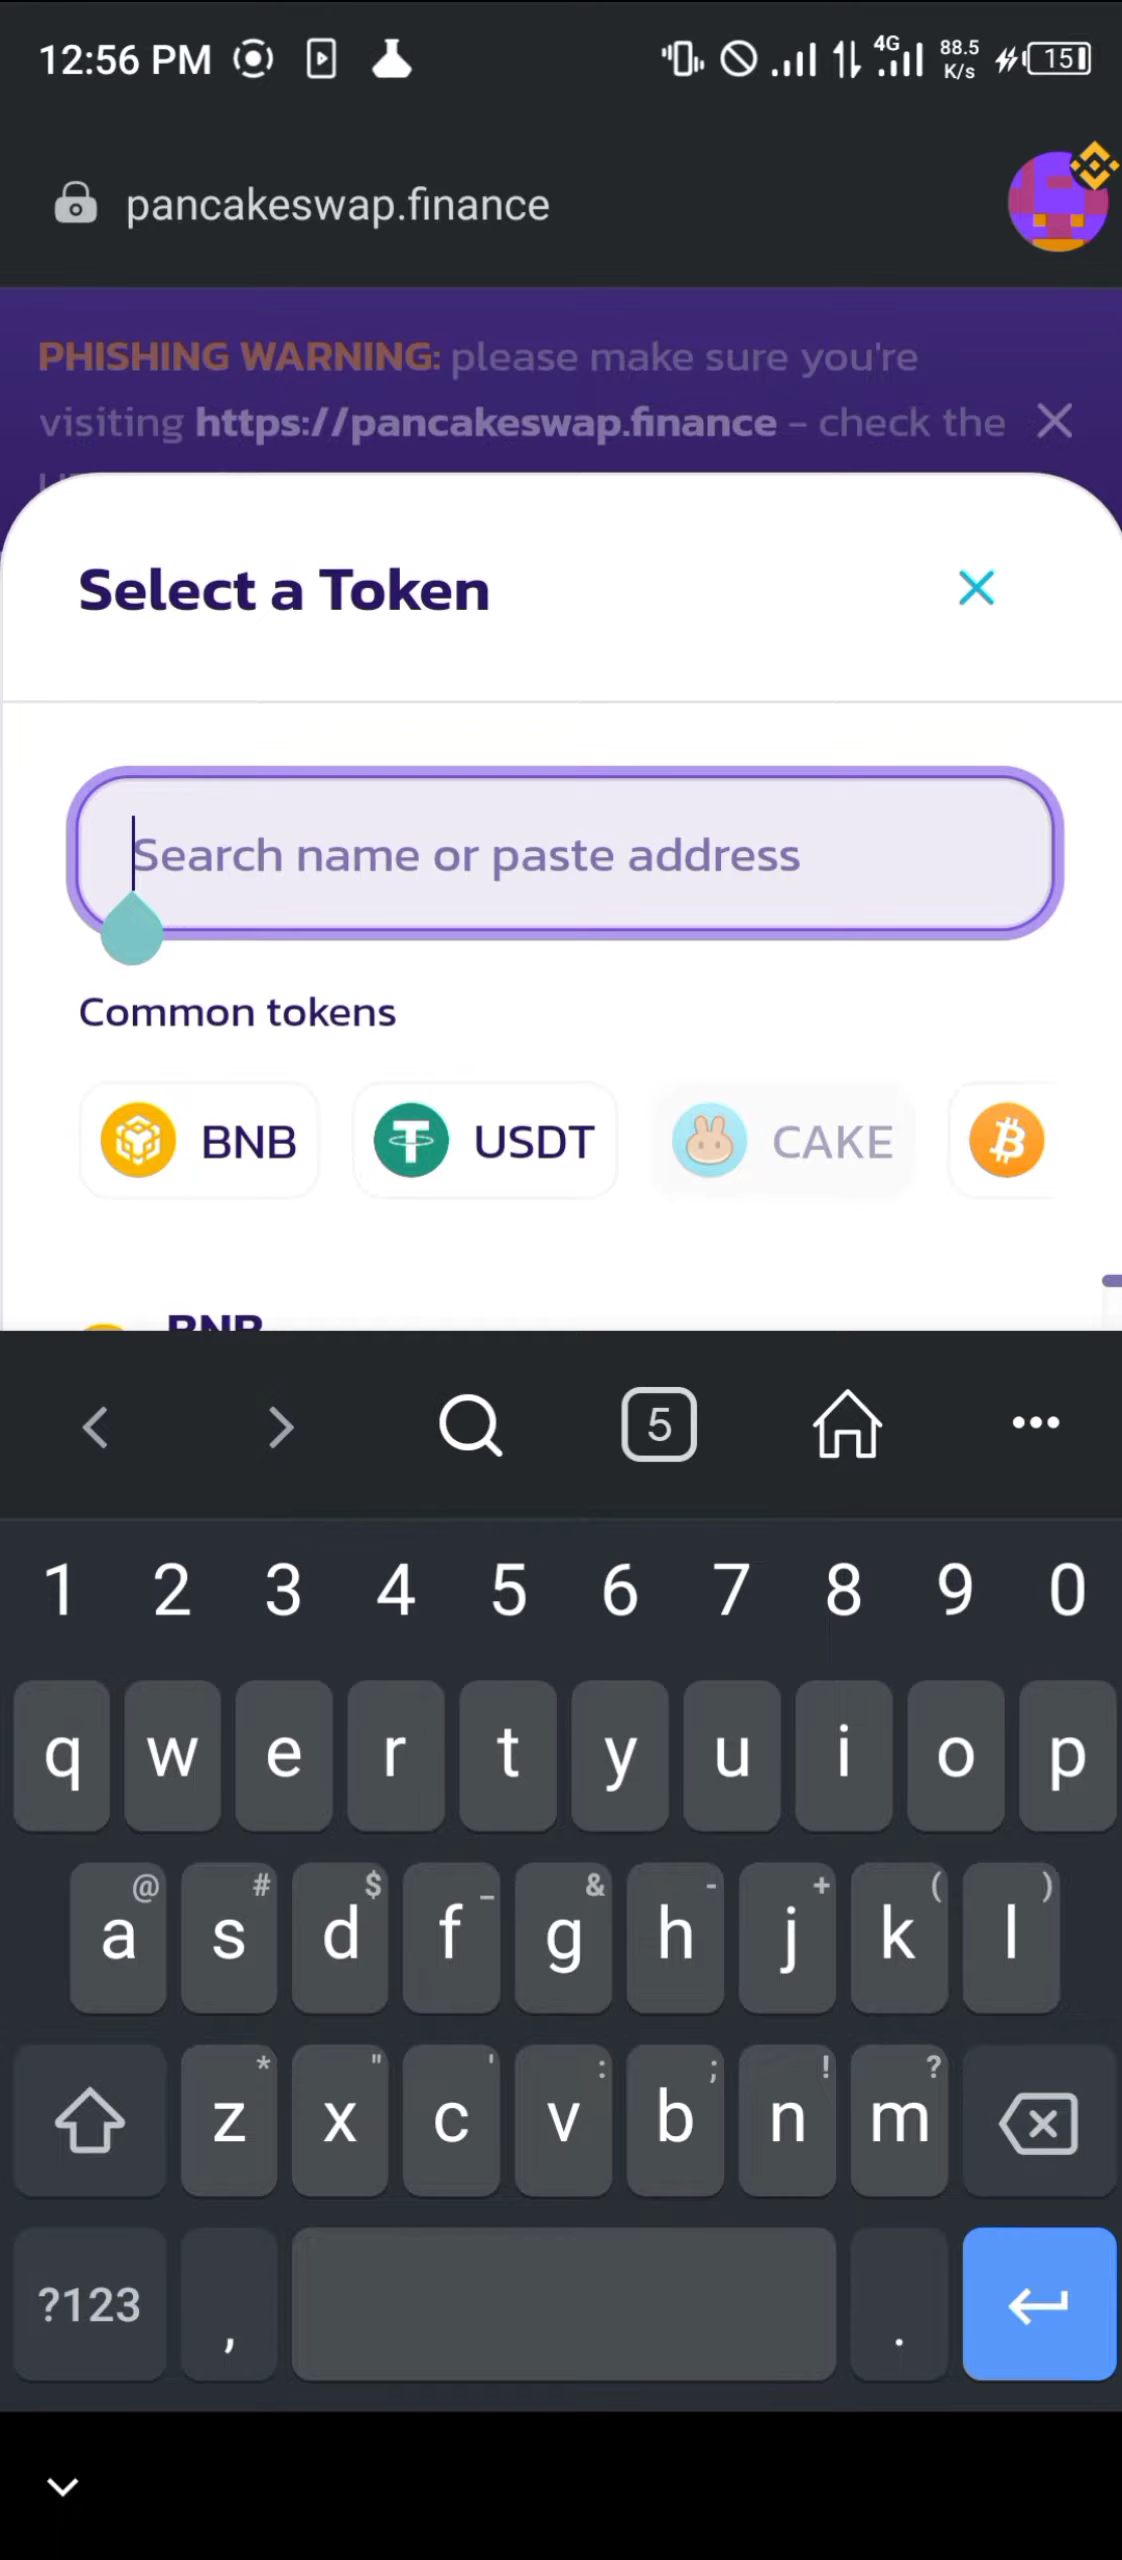 12:56 PM 4G 88.5 K/s 15
pancakeswap.finance
PHISHING WARNING: please make sure you're
visiting https://pancakeswap.finance – check the
Select a Token
Search name or paste address
Common tokens
BNB USDT CAKE
BNB
5
1 2 3 4 5 6 7 8 9 0
q w e r t y u i o p
@ # $ _ & - + ( )
a s d f g h j k l
* " ' : ; ! ?
z x c v b n m
?123 , .